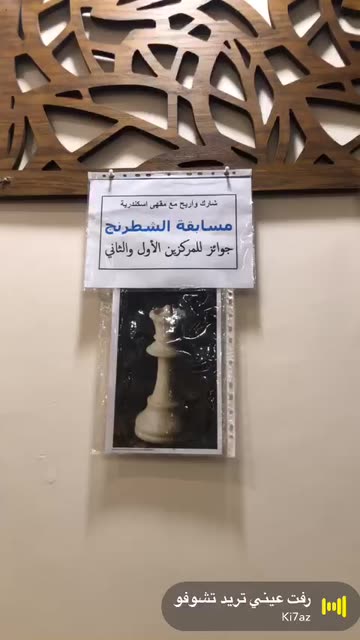 شارك واربح مع مقهى اسكندرية
مسابقة الشطرنج
جوائز للمركزين الأول والثاني
رفت عيني تريد تشوفو
Ki7az